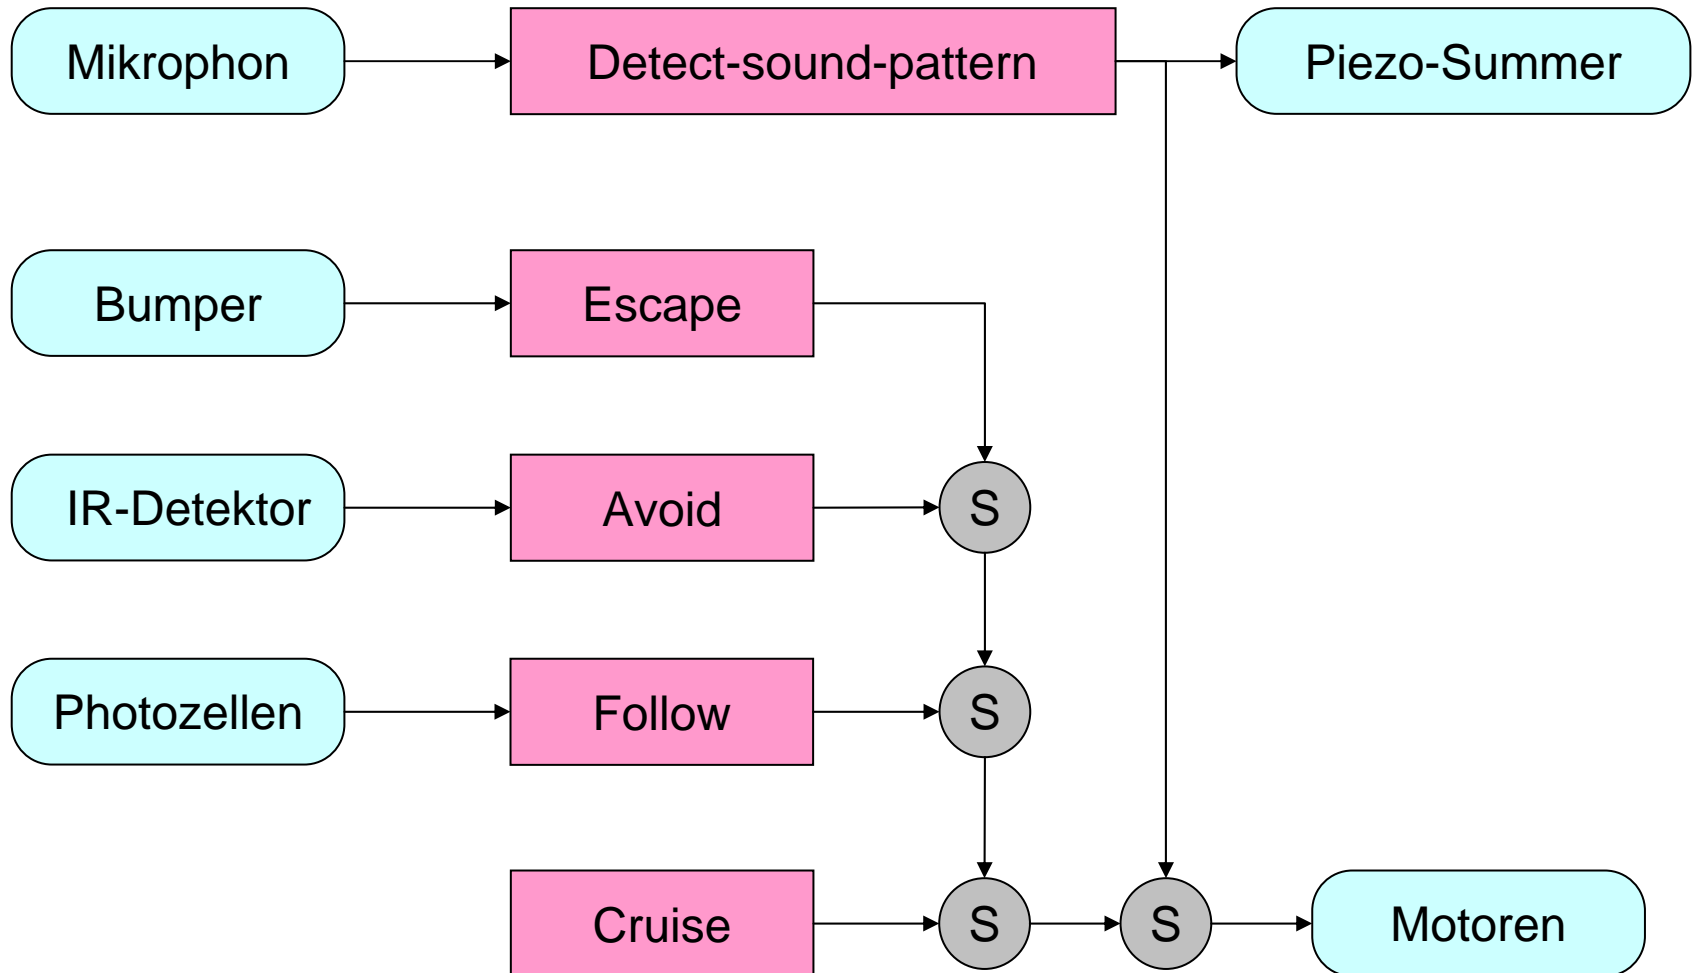 Mikrophon
Detect-sound-pattern
Piezo-Summer
Bumper
Escape
IR-Detektor
Avoid
S
Photozellen
Follow
S
Cruise
S
S
Motoren